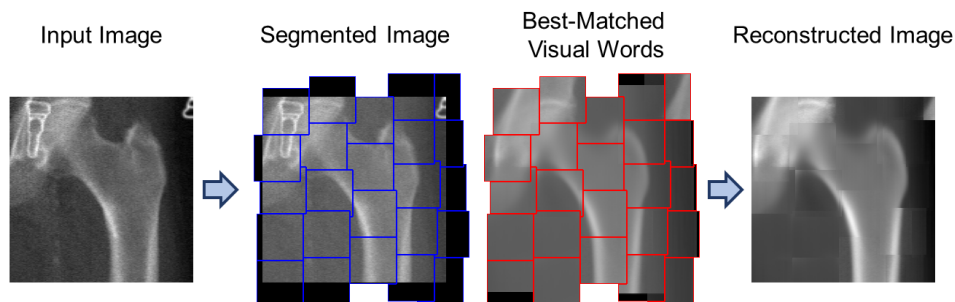 Input Image
Segmented Image
Best-Matched
Visual Words
Reconstructed Image